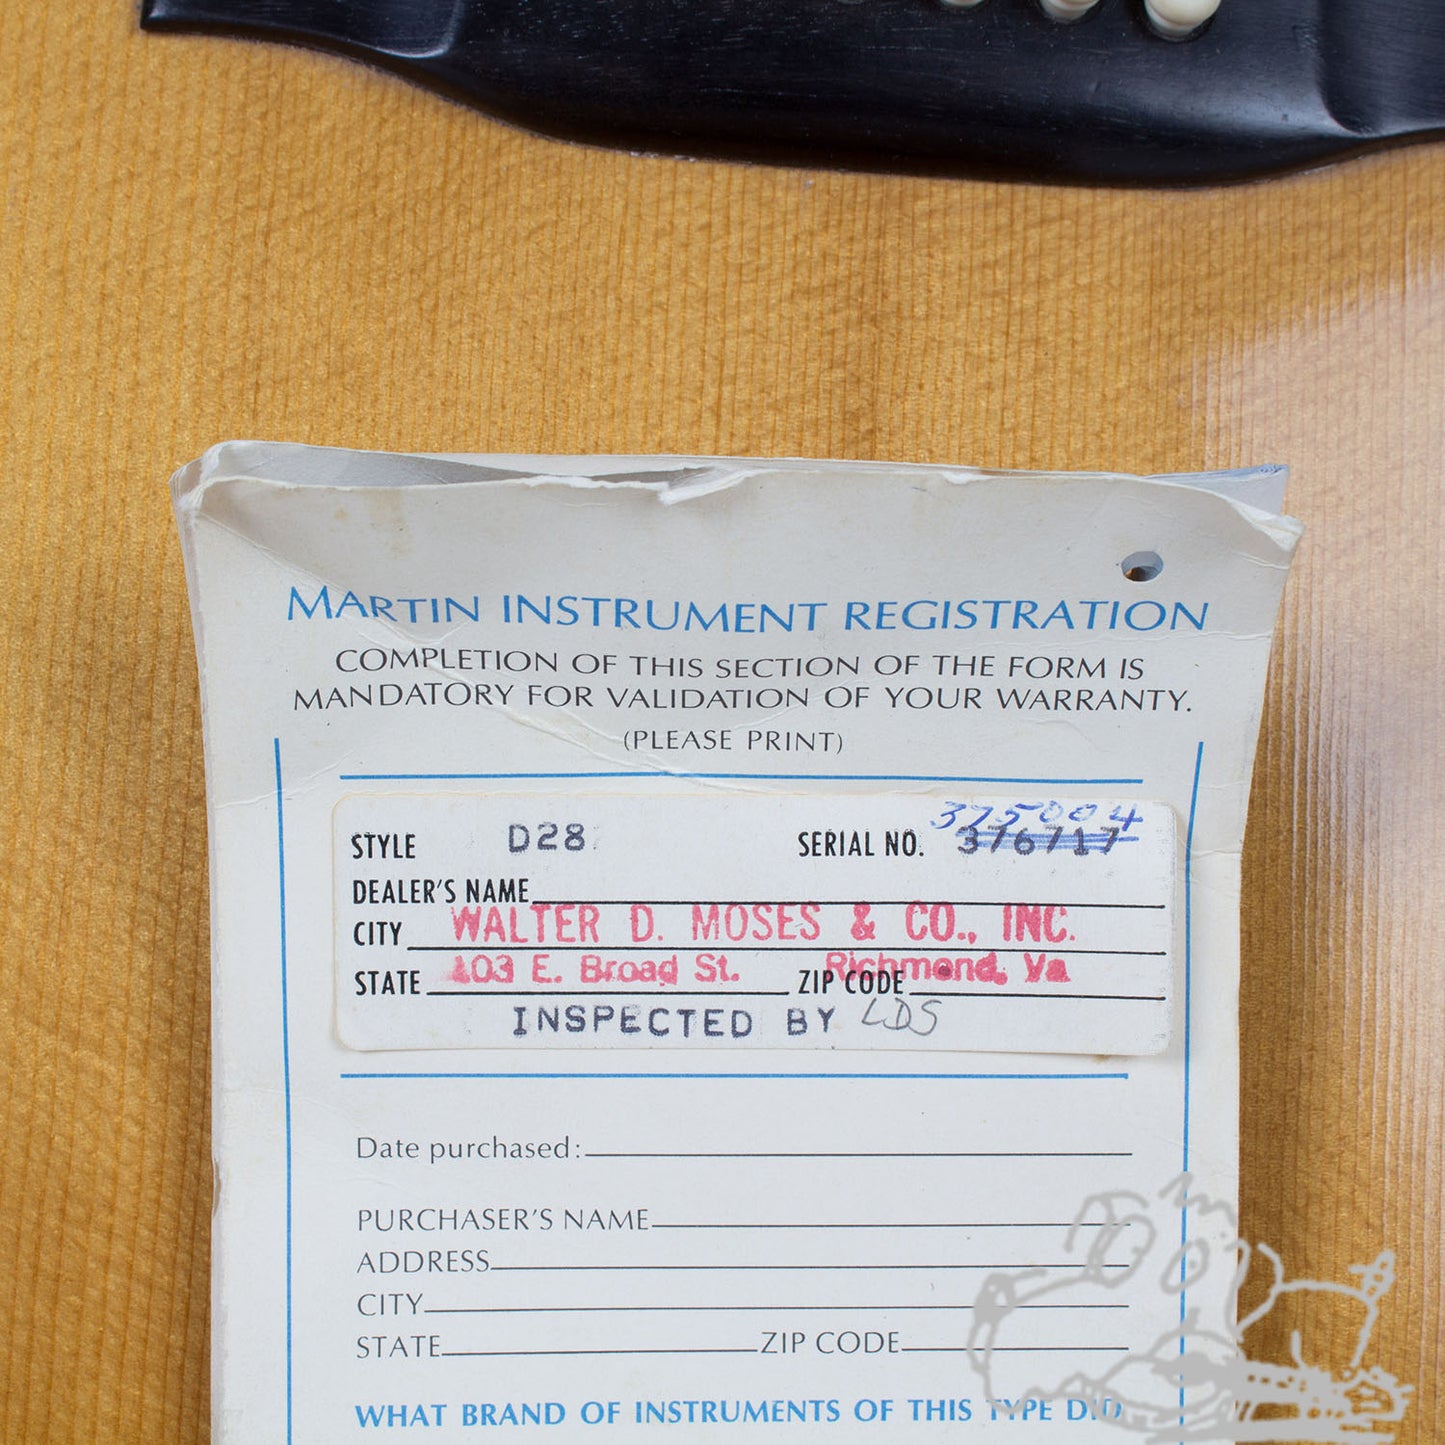 MARTIN INSTRUMENT REGISTRATION
COMPLETION OF THIS SECTION OF THE FORM IS
MANDATORY FOR VALIDATION OF YOUR WARRANTY.
(PLEASE PRINT)
375004
STYLE D28 SERIAL NO. 376717
DEALER'S NAME
CITY WALTER D. MOSES & CO., INC.
STATE 103 E. Broad St. ZIP CODE Richmond, Va
INSPECTED BY LDS
Date purchased:
PURCHASER'S NAME
ADDRESS
CITY
STATE ZIP CODE
WHAT BRAND OF INSTRUMENTS OF THIS TYPE DID